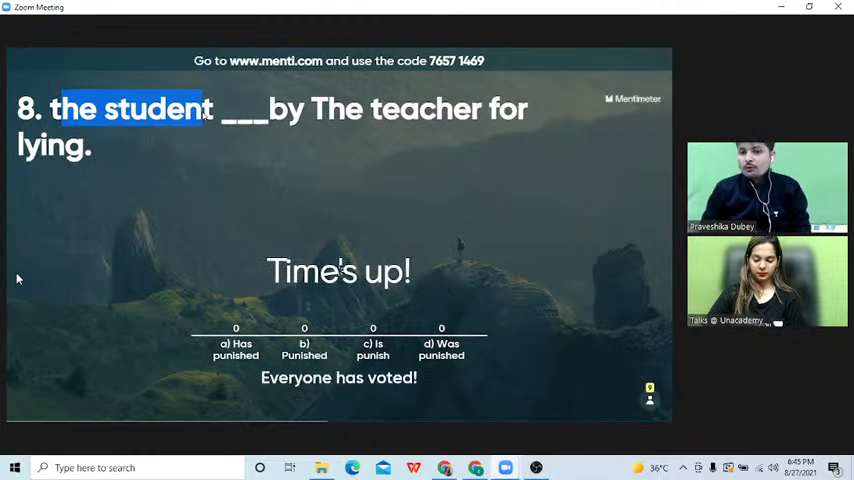 Zoom Meeting
Go to www.menti.com and use the code 7657 1469
Mentimeter
8. the student ___by The teacher for
lying.
Time's up!
0 0 0 0
a) Has b) c) Is d) Was
punished Punished punish punished
Everyone has voted!
9
Praveshika Dubey
Talks @ Unacademy
Type here to search
36°C
6:45 PM
8/27/2021
3